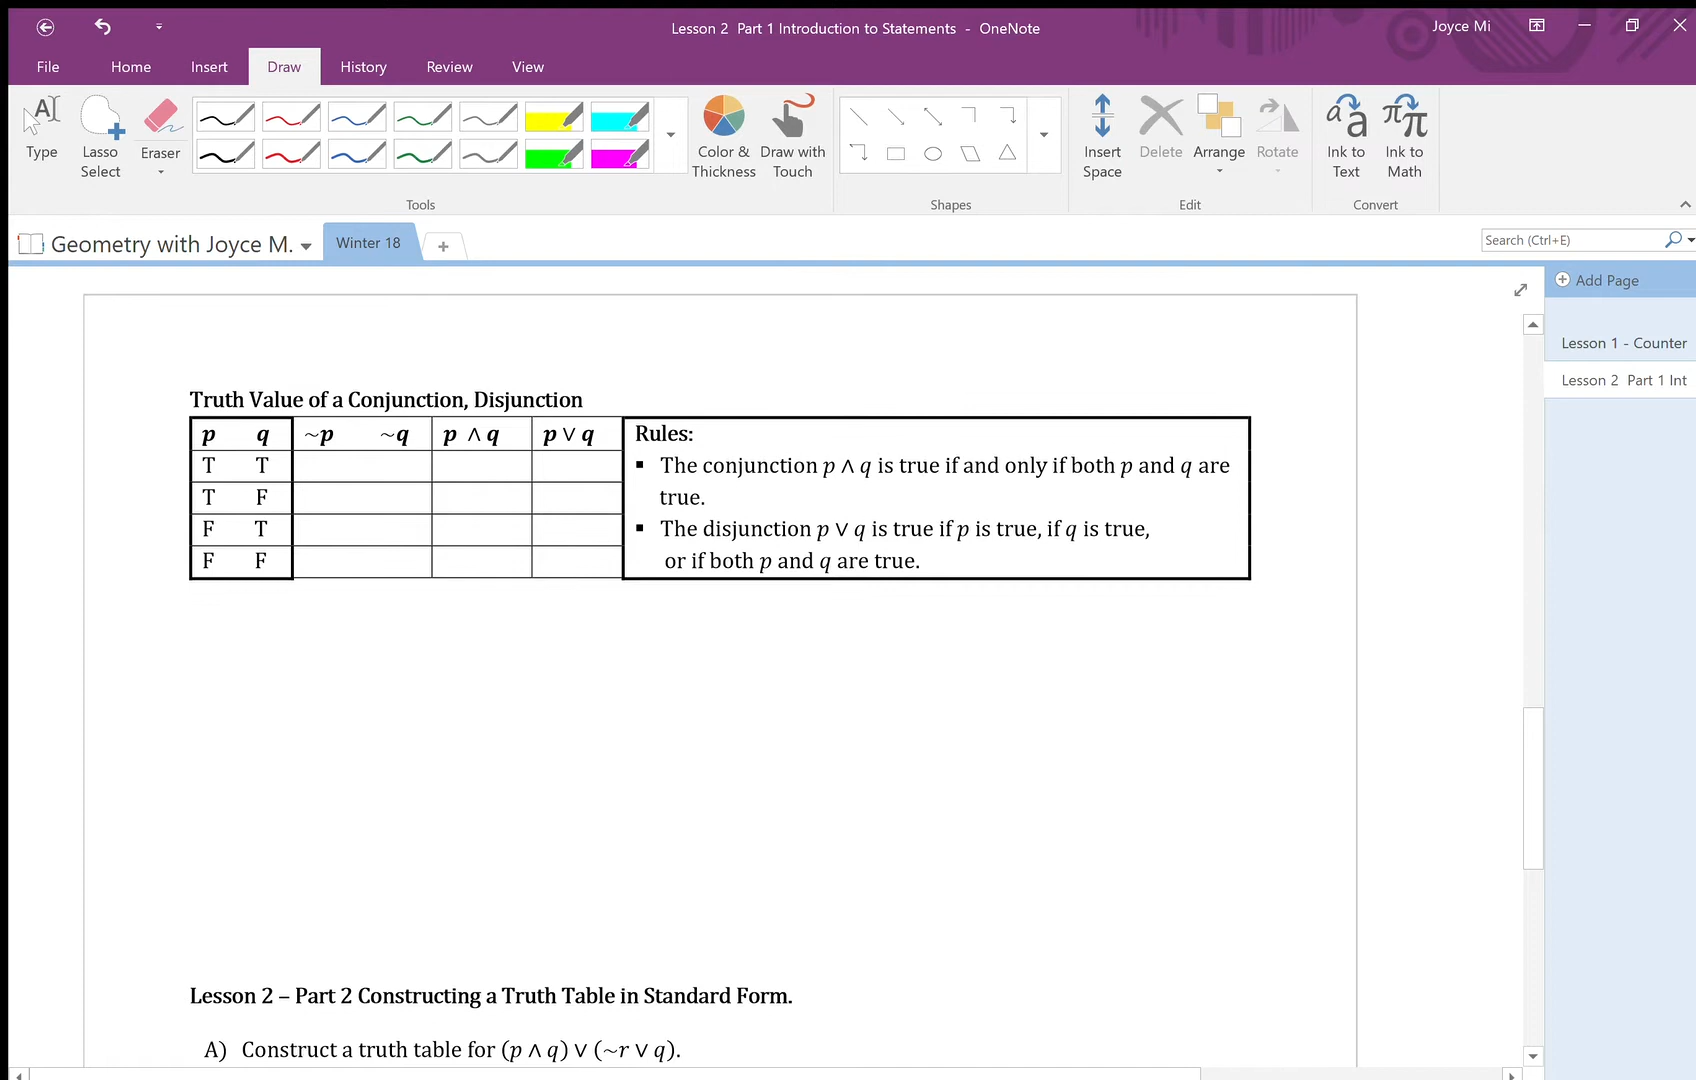 Lesson 2 Part 1 Introduction to Statements - OneNote
Joyce Mi
File Home Insert Draw History Review View
Type
Lasso Select
Eraser
Color & Thickness
Draw with Touch
Insert Space
Delete
Arrange
Rotate
Ink to Text
Ink to Math
Tools
Shapes
Edit
Convert
Geometry with Joyce M.
Winter 18
Search (Ctrl+E)
Add Page
Lesson 1 - Counter
Lesson 2 Part 1 Int
Truth Value of a Conjunction, Disjunction
p q ~p ~q p ∧ q p ∨ q
T T
T F
F T
F F
Rules:
▪ The conjunction p ∧ q is true if and only if both p and q are
true.
▪ The disjunction p ∨ q is true if p is true, if q is true,
or if both p and q are true.
Lesson 2 – Part 2 Constructing a Truth Table in Standard Form.
A) Construct a truth table for (p ∧ q) ∨ (~r ∨ q).